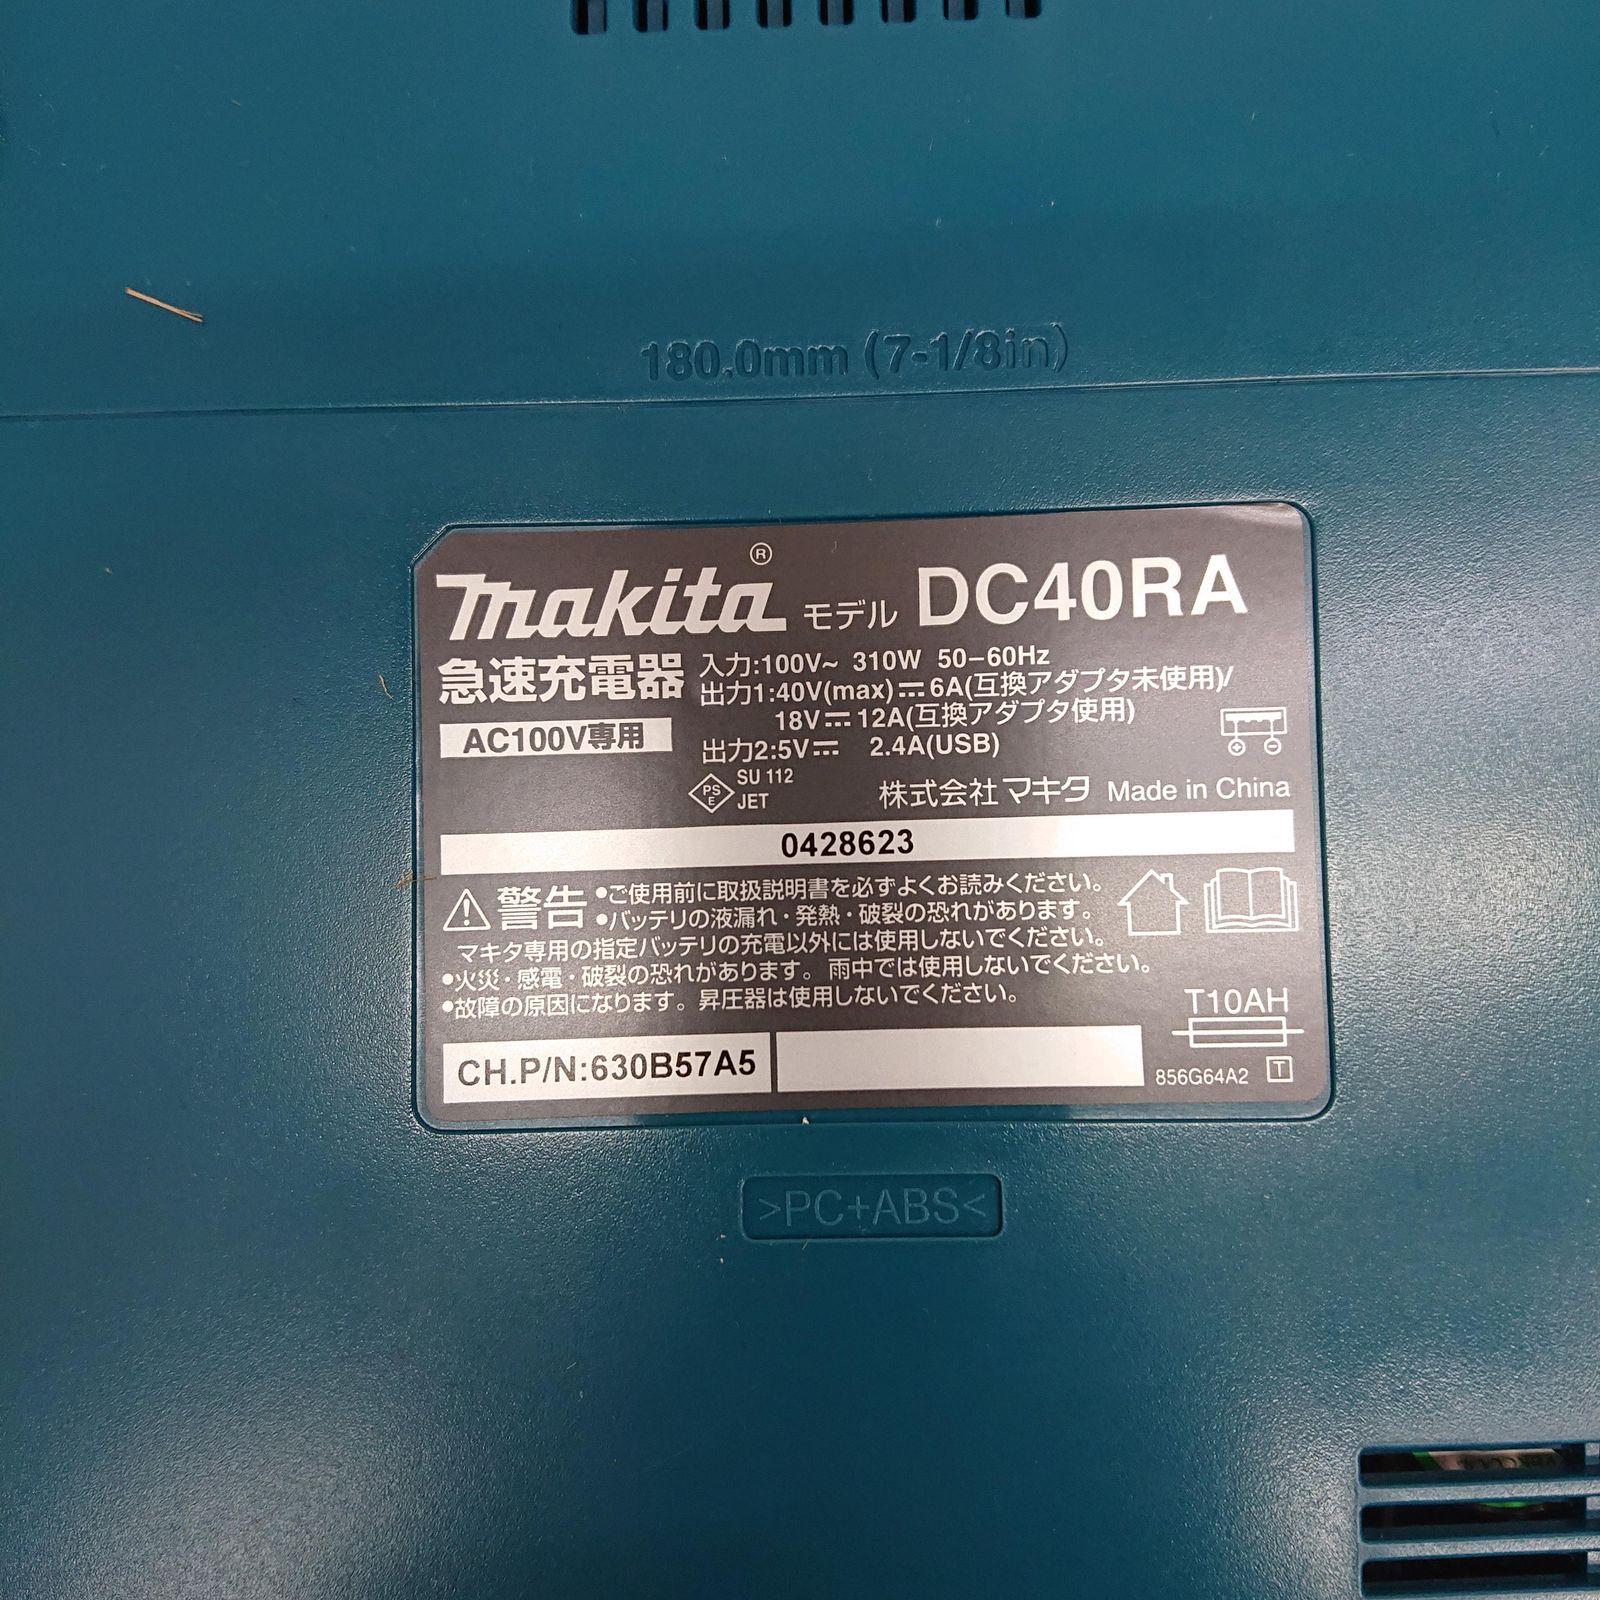 180.0mm (7-1/8in)
makita® モデル DC40RA
急速充電器
AC100V専用
入力:100V~ 310W 50-60Hz
出力1:40V(max)⎓6A(互換アダプタ未使用)/
18V⎓12A(互換アダプタ使用)
出力2:5V⎓ 2.4A(USB)
PSE SU 112
JET
株式会社マキタ Made in China
0428623
警告 •ご使用前に取扱説明書を必ずよくお読みください。
•バッテリの液漏れ・発熱・破裂の恐れがあります。
マキタ専用の指定バッテリの充電以外には使用しないでください。
•火災・感電・破裂の恐れがあります。雨中では使用しないでください。
•故障の原因になります。昇圧器は使用しないでください。
T10AH
CH.P/N:630B57A5
856G64A2 T
>PC+ABS<